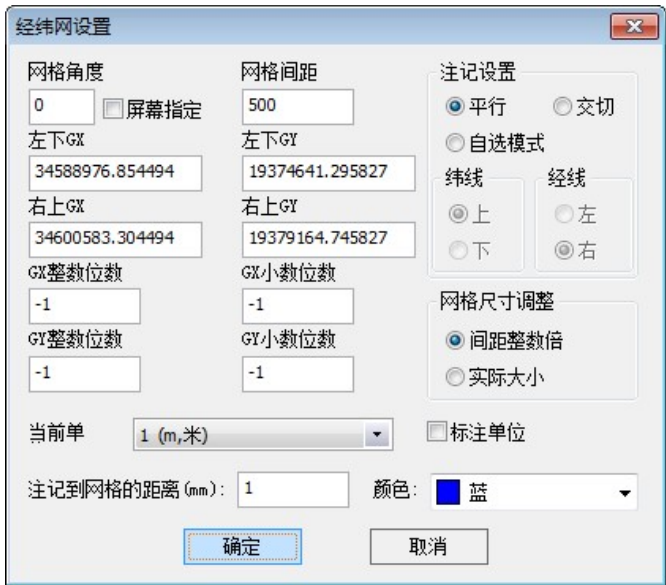 经纬网设置
网格角度 网格间距 注记设置
0 屏幕指定 500 平行 交切
左下GX 左下GY 自选模式
34588976.854494 19374641.295827 纬线 经线
右上GX 右上GY 上 左
34600583.304494 19379164.745827 下 右
GX整数位数 GX小数位数
-1 -1 网格尺寸调整
GY整数位数 GY小数位数 间距整数倍
-1 -1 实际大小
当前单 1 (m,米) 标注单位
注记到网格的距离(mm): 1 颜色: 蓝
确定 取消